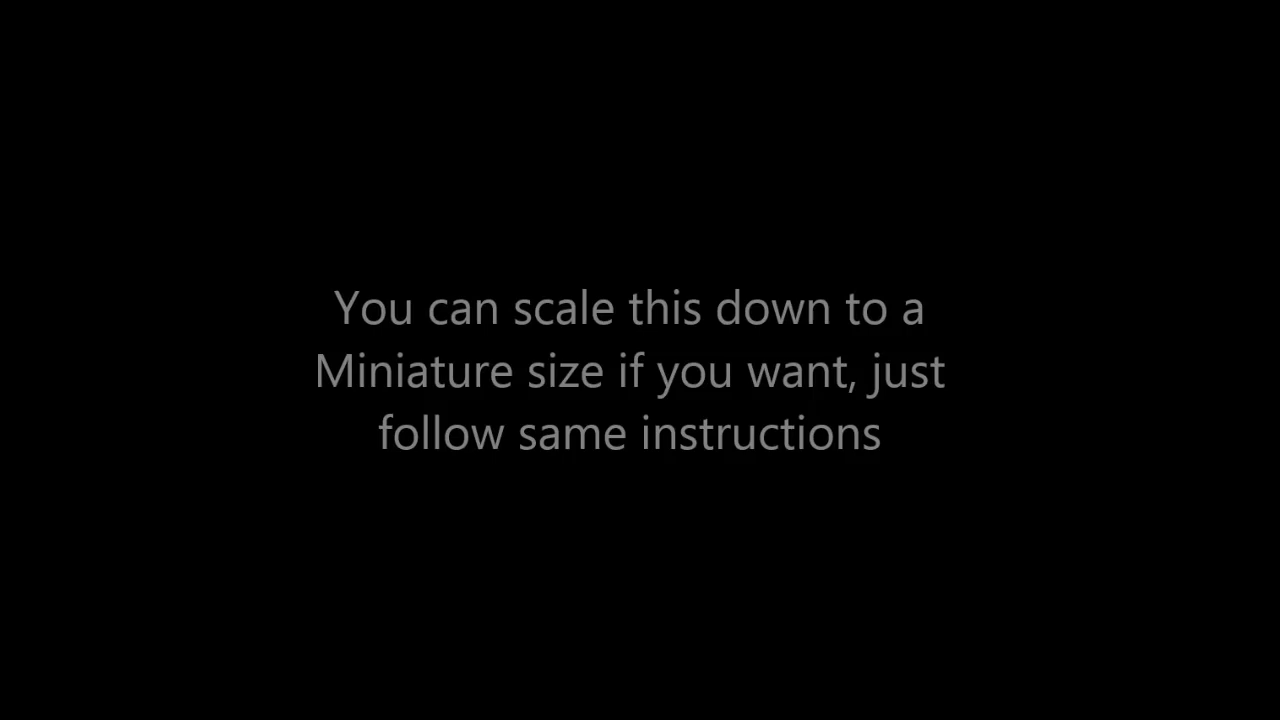 You can scale this down to a
Miniature size if you want, just
follow same instructions